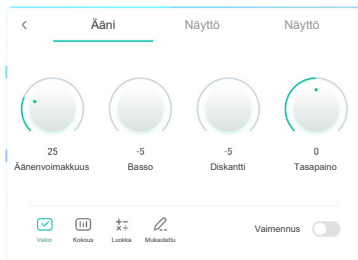 Ääni Näyttö Näyttö
25 -5 -5 0
Äänenvoimakkuus Basso Diskantti Tasapaino
Vakio Kokous Luokka Mukautettu Vaimennus